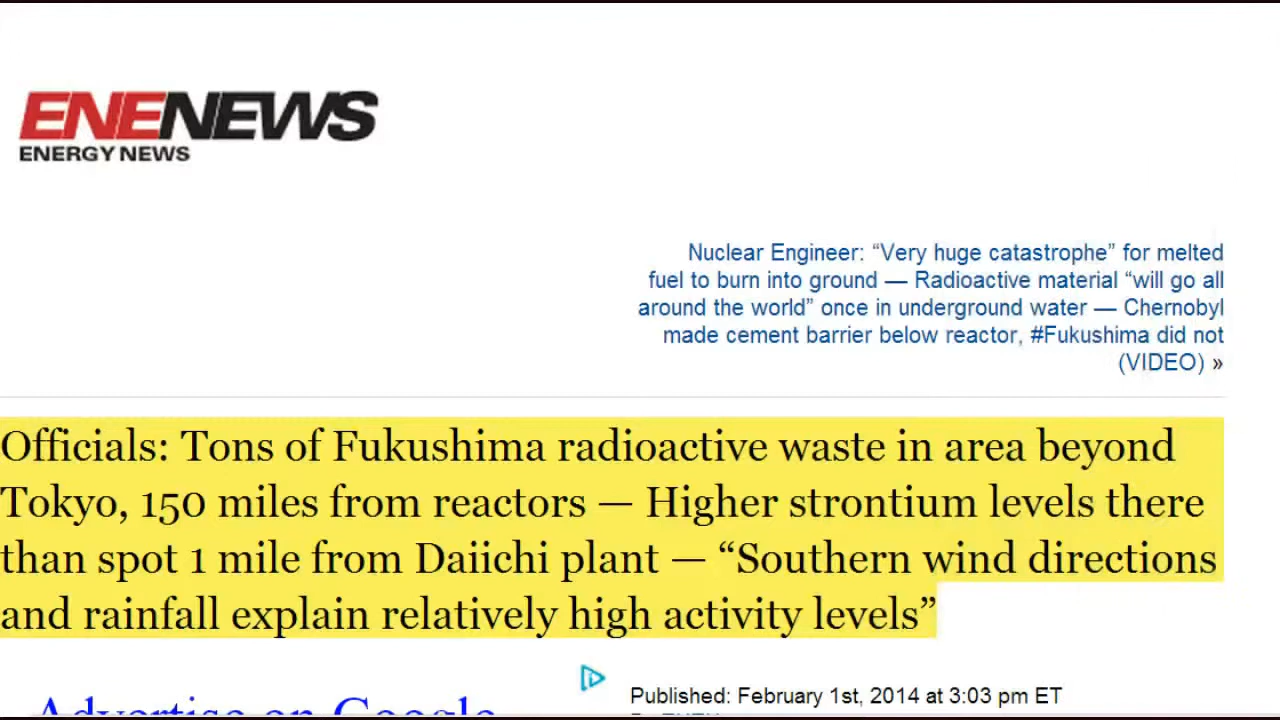 ENENEWS
ENERGY NEWS
Nuclear Engineer: “Very huge catastrophe” for melted
fuel to burn into ground — Radioactive material “will go all
around the world” once in underground water — Chernobyl
made cement barrier below reactor, #Fukushima did not
(VIDEO) »
Officials: Tons of Fukushima radioactive waste in area beyond
Tokyo, 150 miles from reactors — Higher strontium levels there
than spot 1 mile from Daiichi plant — “Southern wind directions
and rainfall explain relatively high activity levels”
Advertise on Google
Published: February 1st, 2014 at 3:03 pm ET